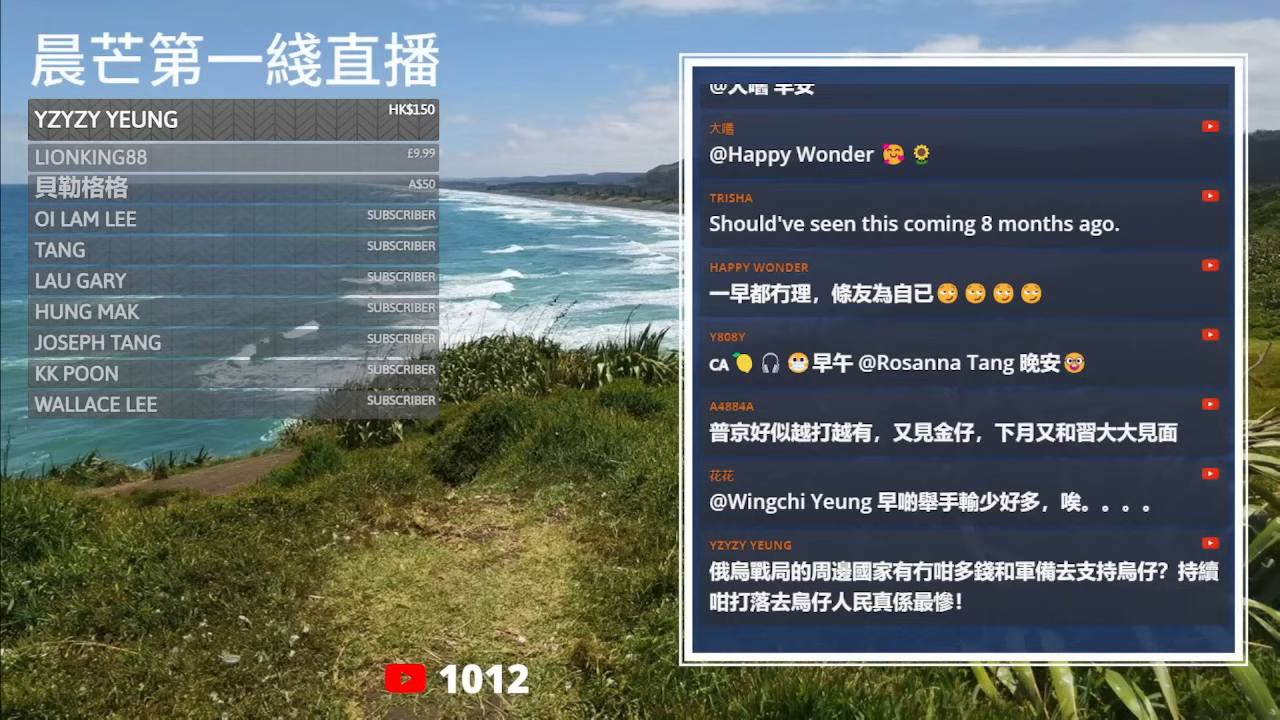 晨芒第一綫直播
YZYZY YEUNG HK$150
LIONKING88 £9.99
貝勒格格 A$50
OI LAM LEE SUBSCRIBER
TANG SUBSCRIBER
LAU GARY SUBSCRIBER
HUNG MAK SUBSCRIBER
JOSEPH TANG SUBSCRIBER
KK POON SUBSCRIBER
WALLACE LEE SUBSCRIBER
1012
@大嚿 早安
大嚿
@Happy Wonder 🥰 🌻
TRISHA
Should've seen this coming 8 months ago.
HAPPY WONDER
一早都冇理，條友為自已🙄 🙄 🙄 🙄
Y808Y
CA🍋 🎧 😷早午 @Rosanna Tang 晚安🥸
A4884A
普京好似越打越有，又見金仔，下月又和習大大見面
花花
@Wingchi Yeung 早啲舉手輸少好多，唉。。。。
YZYZY YEUNG
俄烏戰局的周邊國家有冇咁多錢和軍備去支持烏仔？持續
咁打落去烏仔人民真係最慘！